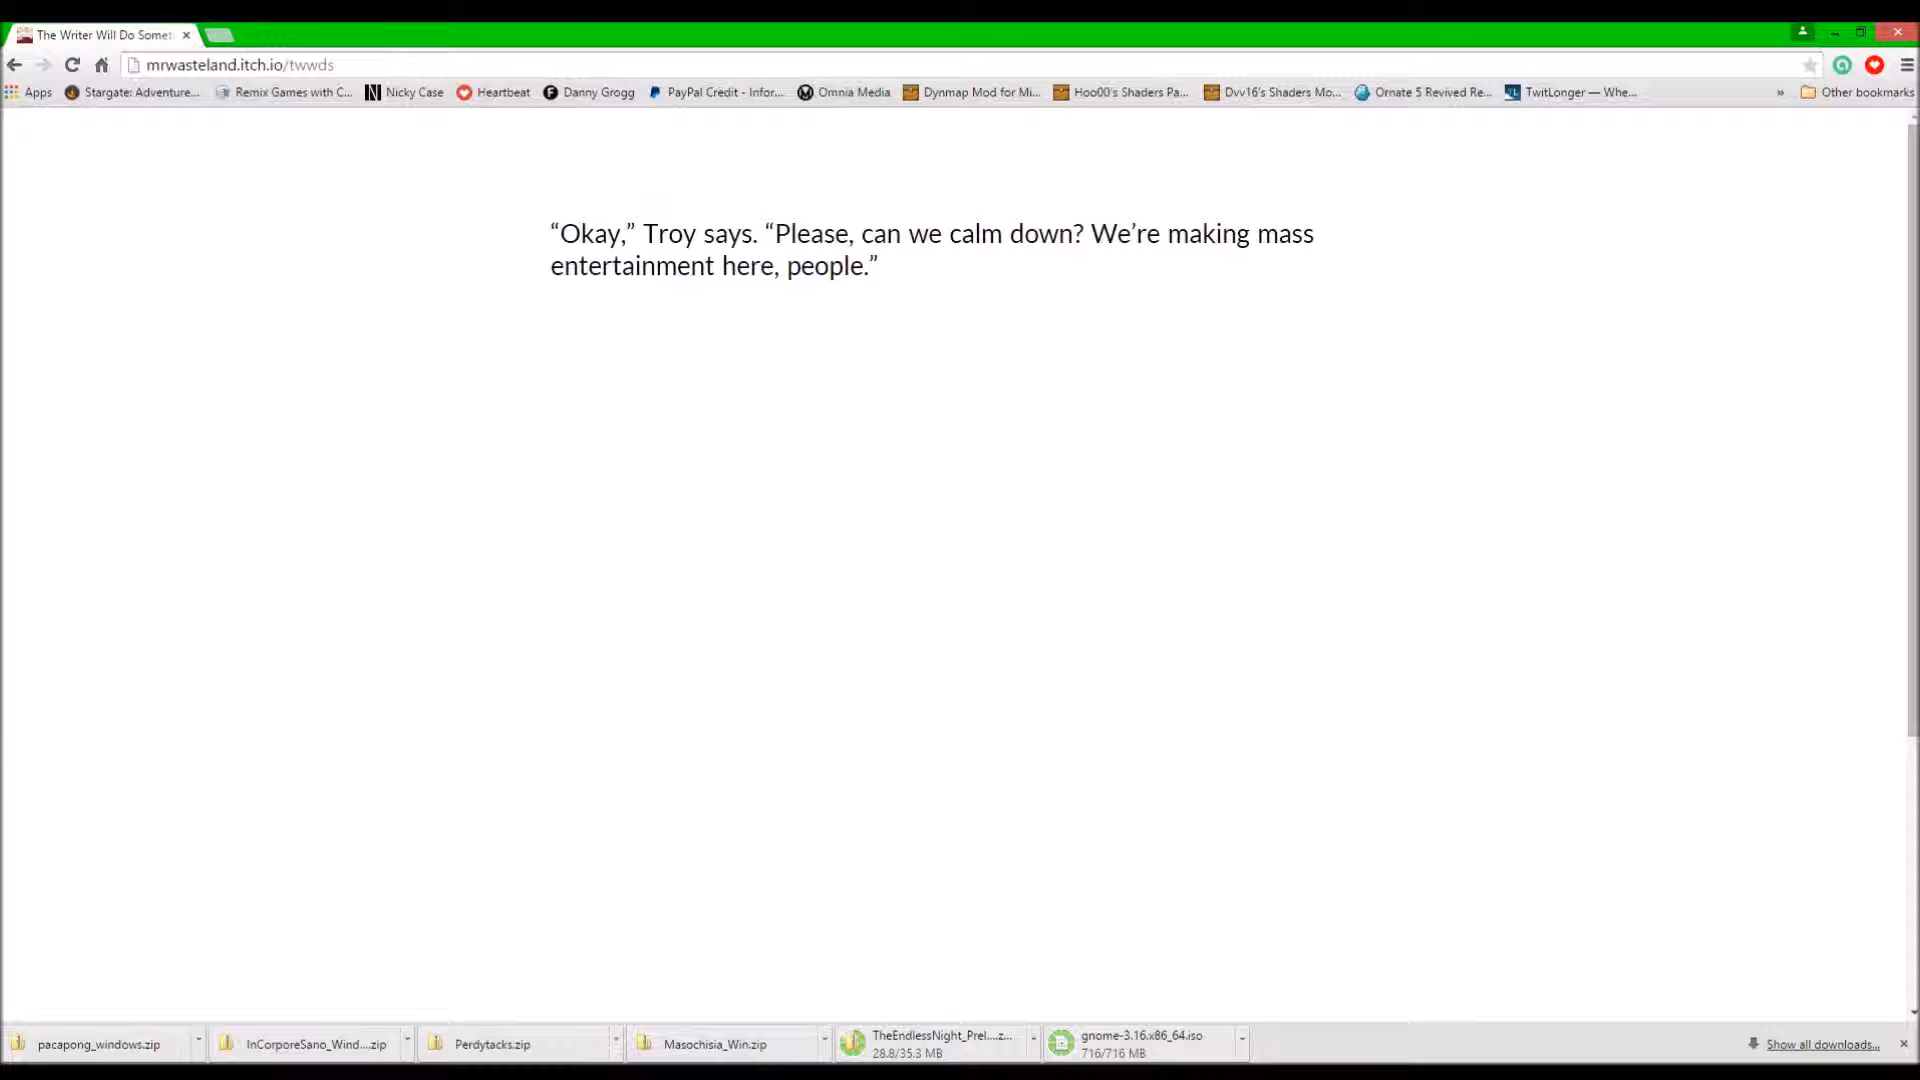 The Writer Will Do Somet
mrwasteland.itch.io/twwds
Apps Stargate: Adventure... Remix Games with C... Nicky Case Heartbeat Danny Grogg PayPal Credit - Infor... Omnia Media Dynmap Mod for Mi... Hoo00's Shaders Pa... Dvv16's Shaders Mo... Ornate 5 Revived Re... TwitLonger — Whe... » Other bookmarks
“Okay,” Troy says. “Please, can we calm down? We’re making mass
entertainment here, people.”
pacapong_windows.zip InCorporeSano_Wind....zip Perdytacks.zip Masochisia_Win.zip TheEndlessNight_Prel....z... gnome-3.16.x86_64.iso Show all downloads...
28.8/35.3 MB 716/716 MB